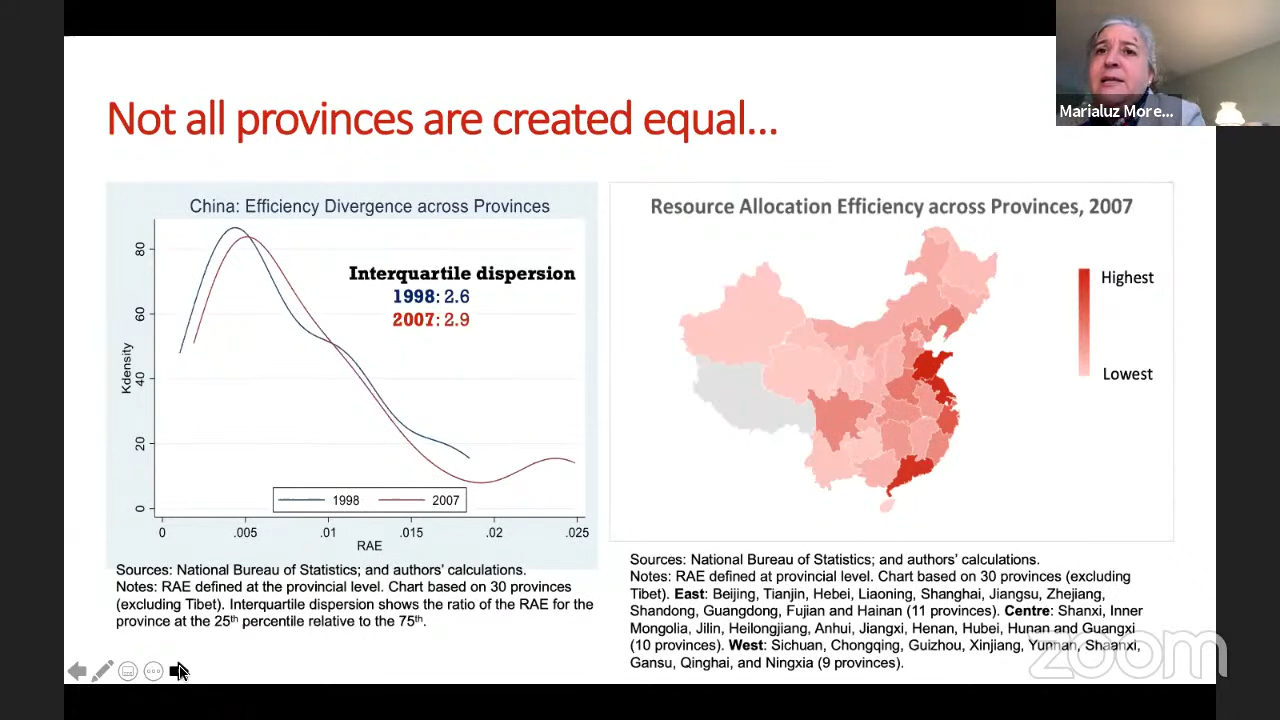 Marialuz More...
Not all provinces are created equal...
China: Efficiency Divergence across Provinces
Interquartile dispersion
1998: 2.6
2007: 2.9
Kdensity
80
60
40
20
0
0 .005 .01 .015 .02 .025
RAE
1998 2007
Sources: National Bureau of Statistics; and authors' calculations.
Notes: RAE defined at the provincial level. Chart based on 30 provinces
(excluding Tibet). Interquartile dispersion shows the ratio of the RAE for the
province at the 25th percentile relative to the 75th.
Resource Allocation Efficiency across Provinces, 2007
Highest
Lowest
Sources: National Bureau of Statistics; and authors' calculations.
Notes: RAE defined at provincial level. Chart based on 30 provinces (excluding
Tibet). East: Beijing, Tianjin, Hebei, Liaoning, Shanghai, Jiangsu, Zhejiang,
Shandong, Guangdong, Fujian and Hainan (11 provinces). Centre: Shanxi, Inner
Mongolia, Jilin, Heilongjiang, Anhui, Jiangxi, Henan, Hubei, Hunan and Guangxi
(10 provinces). West: Sichuan, Chongqing, Guizhou, Xinjiang, Yunnan, Shaanxi,
Gansu, Qinghai, and Ningxia (9 provinces).
zoom